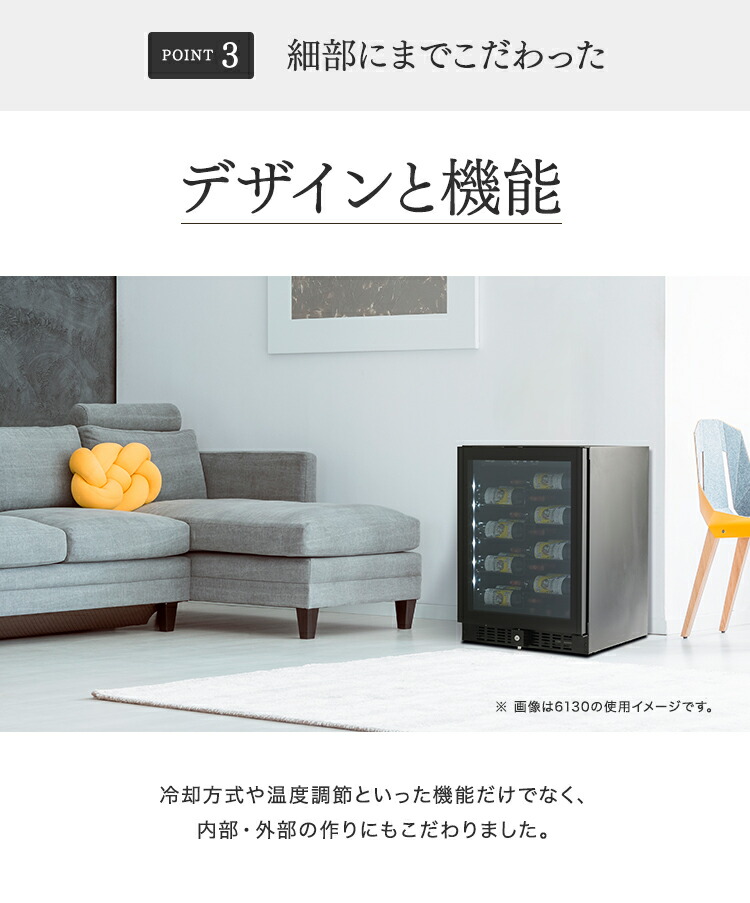 POINT 3 細部にまでこだわった
デザインと機能
※ 画像は6130の使用イメージです。
冷却方式や温度調節といった機能だけでなく、
内部・外部の作りにもこだわりました。